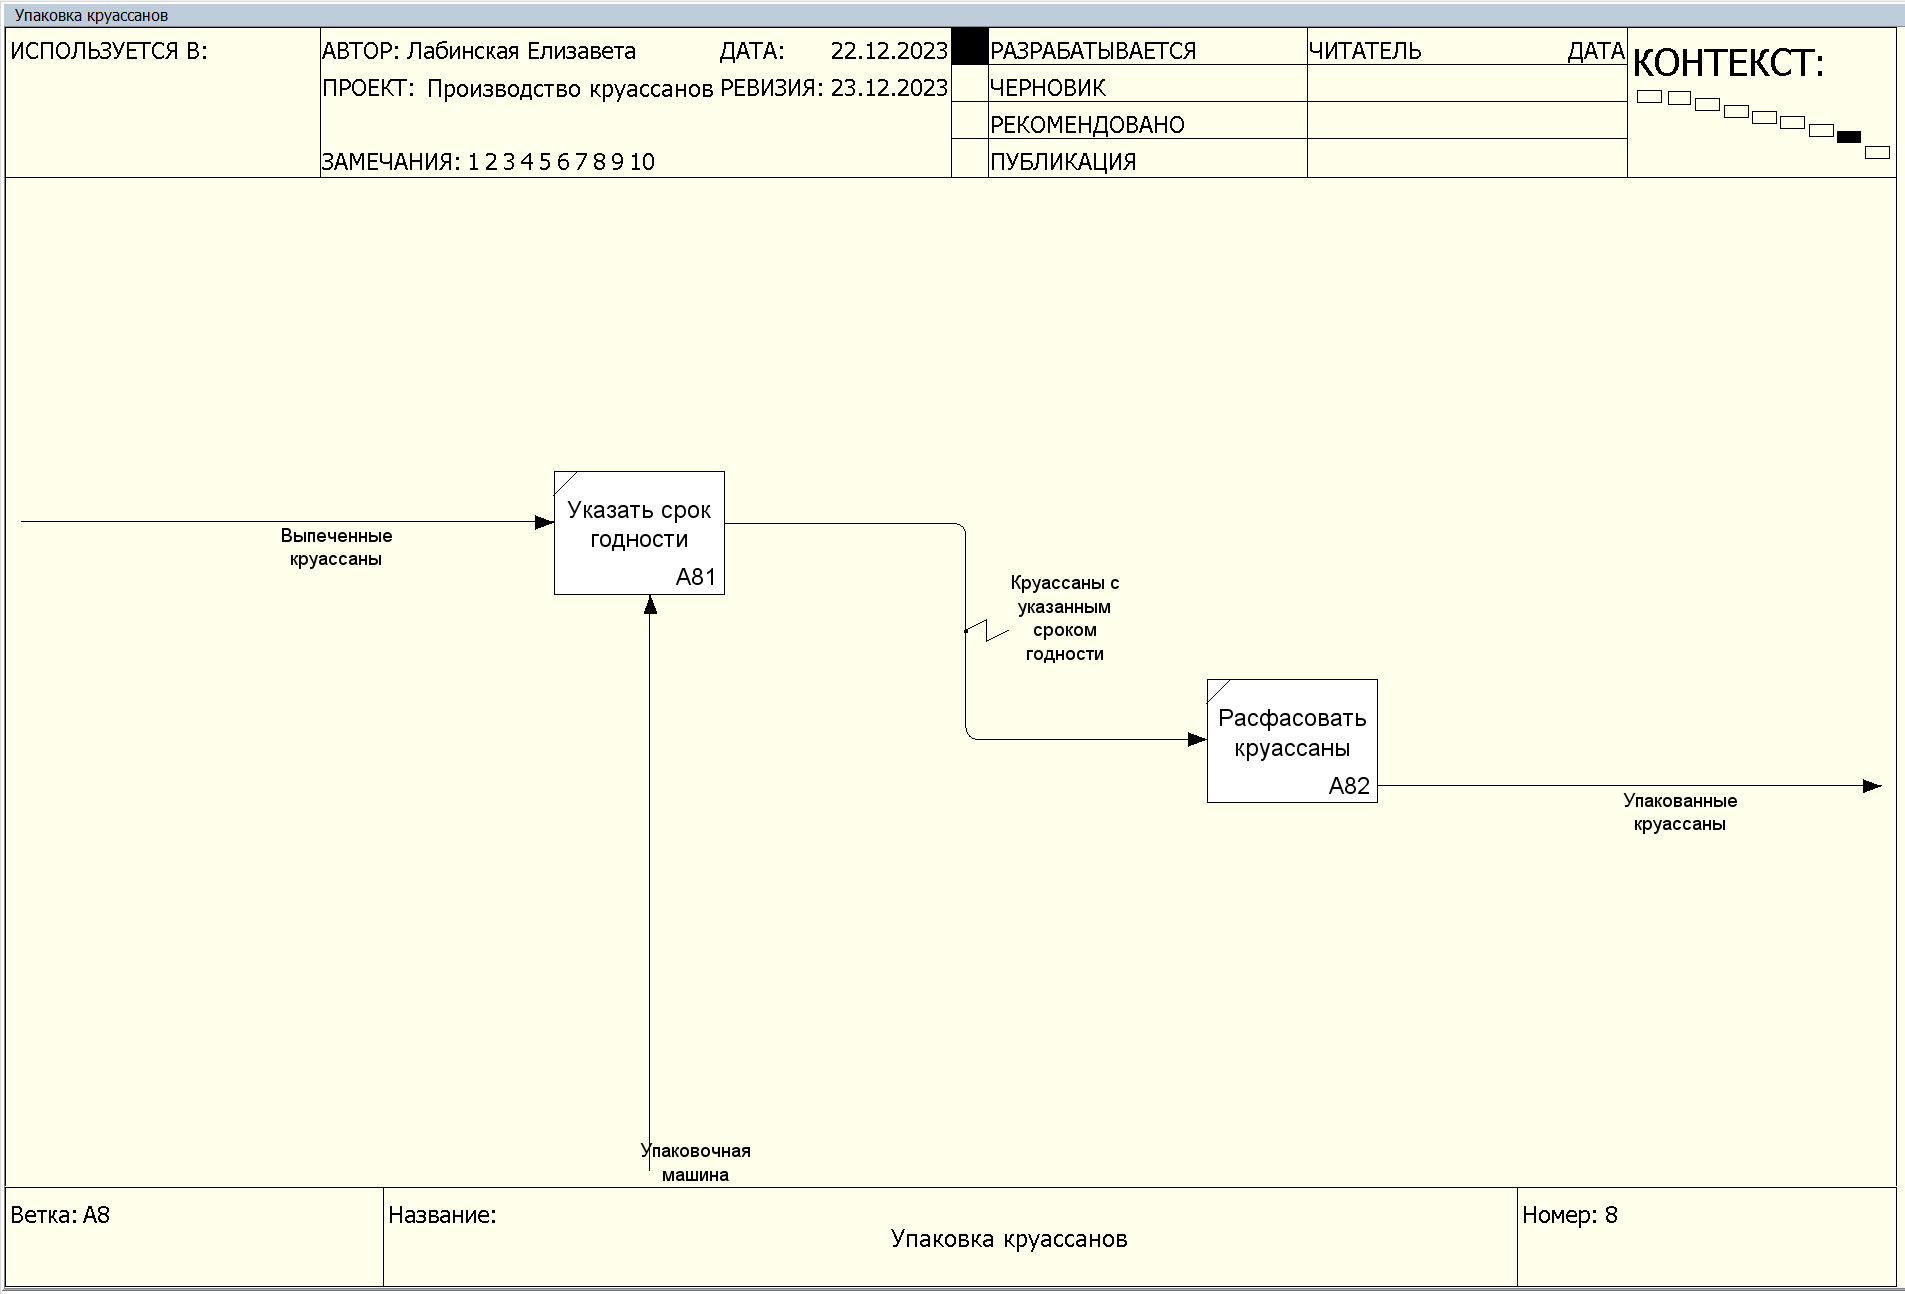 Упаковка круассанов
ИСПОЛЬЗУЕТСЯ В:
АВТОР: Лабинская Елизавета ДАТА: 22.12.2023
ПРОЕКТ: Производство круассанов РЕВИЗИЯ: 23.12.2023
ЗАМЕЧАНИЯ: 1 2 3 4 5 6 7 8 9 10
РАЗРАБАТЫВАЕТСЯ
ЧЕРНОВИК
РЕКОМЕНДОВАНО
ПУБЛИКАЦИЯ
ЧИТАТЕЛЬ ДАТА
КОНТЕКСТ:
Выпеченные
круассаны
Указать срок
годности
A81
Круассаны с
указанным
сроком
годности
Расфасовать
круассаны
A82
Упакованные
круассаны
Упаковочная
машина
Ветка: A8
Название:
Упаковка круассанов
Номер: 8